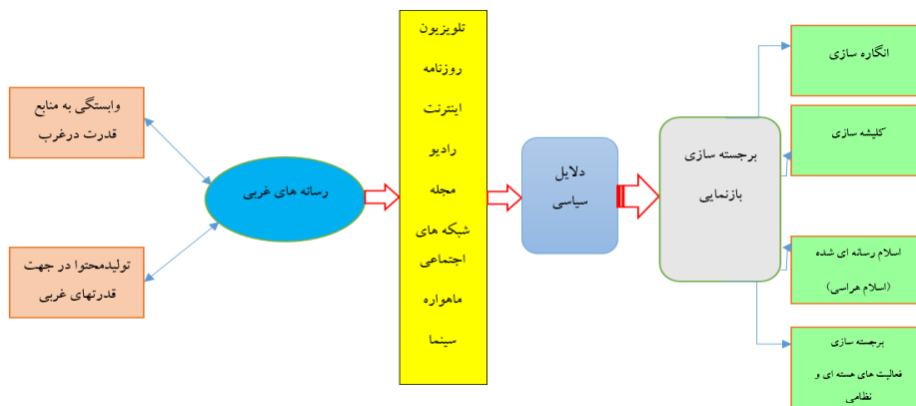 وابستگی به منابع
قدرت درغرب
تولیدمحتوا در جهت
قدرتهای غربی
رسانه های غربی
تلویزیون
روزنامه
اینترنت
رادیو
مجله
شبکه های
اجتماعی
ماهواره
سینما
دلایل
سیاسی
برجسته سازی
بازنمایی
انگاره سازی
کلیشه سازی
اسلام رسانه ای شده
(اسلام هراسی)
برجسته سازی
فعالیت های هسته ای و
نظامی